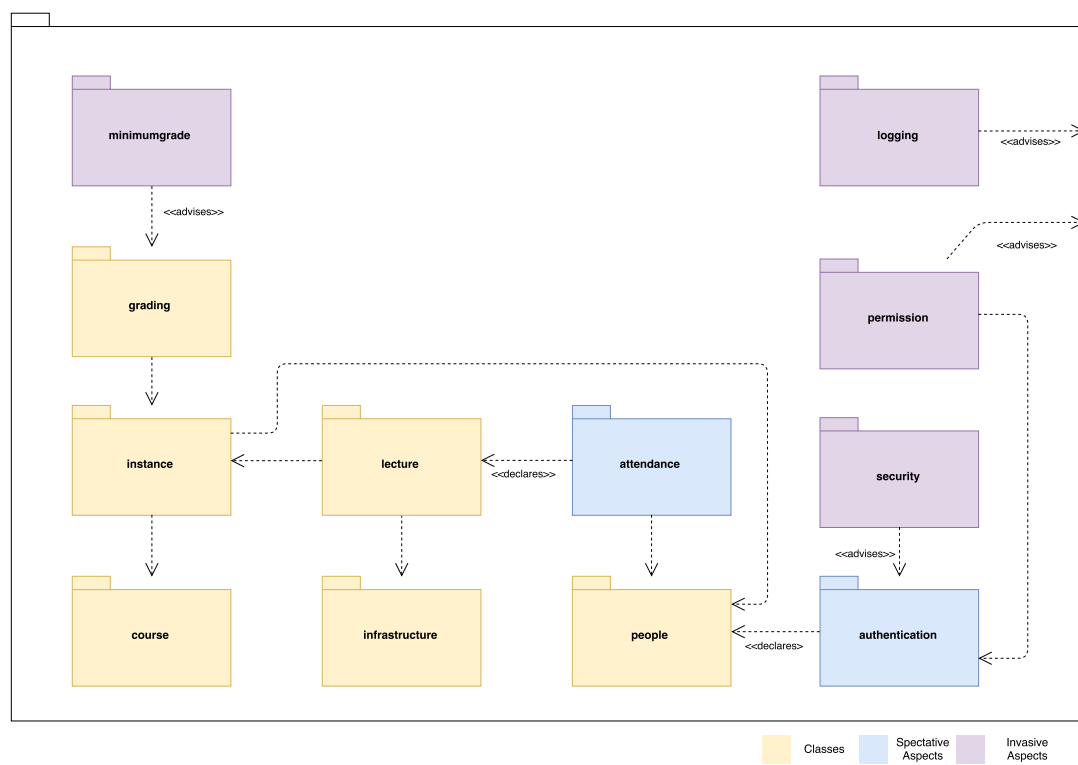 minimumgrade
logging
<<advises>>
<<advises>>
<<advises>>
grading
permission
instance
lecture
attendance
<<declares>>
security
<<advises>>
course
infrastructure
people
authentication
<<declares>
Classes
Spectative
Aspects
Invasive
Aspects